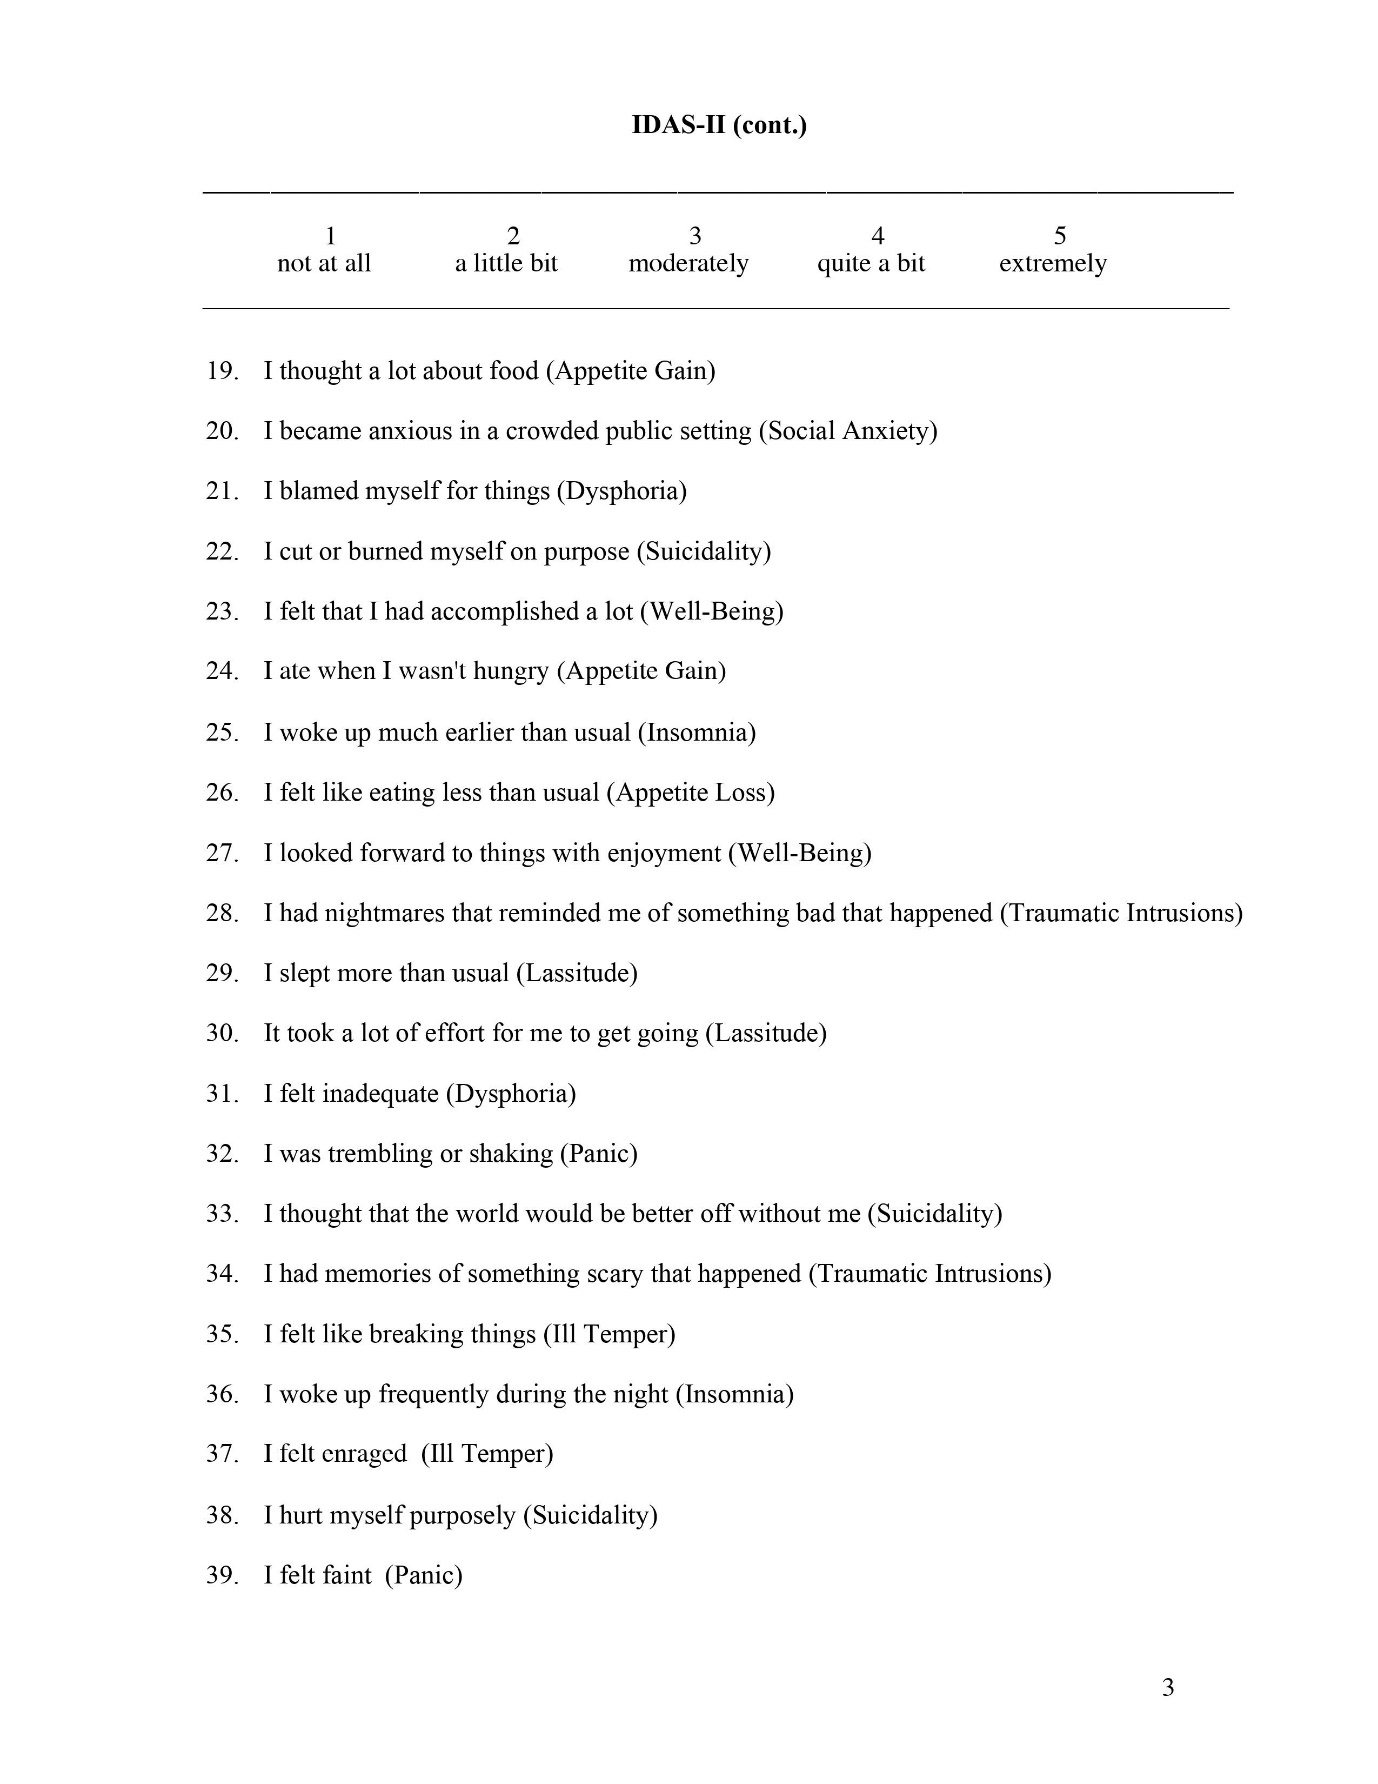 IDAS-II (cont.)
1 2 3 4 5
not at all a little bit moderately quite a bit extremely
19. I thought a lot about food (Appetite Gain)
20. I became anxious in a crowded public setting (Social Anxiety)
21. I blamed myself for things (Dysphoria)
22. I cut or burned myself on purpose (Suicidality)
23. I felt that I had accomplished a lot (Well-Being)
24. I ate when I wasn't hungry (Appetite Gain)
25. I woke up much earlier than usual (Insomnia)
26. I felt like eating less than usual (Appetite Loss)
27. I looked forward to things with enjoyment (Well-Being)
28. I had nightmares that reminded me of something bad that happened (Traumatic Intrusions)
29. I slept more than usual (Lassitude)
30. It took a lot of effort for me to get going (Lassitude)
31. I felt inadequate (Dysphoria)
32. I was trembling or shaking (Panic)
33. I thought that the world would be better off without me (Suicidality)
34. I had memories of something scary that happened (Traumatic Intrusions)
35. I felt like breaking things (Ill Temper)
36. I woke up frequently during the night (Insomnia)
37. I felt enraged (Ill Temper)
38. I hurt myself purposely (Suicidality)
39. I felt faint (Panic)
3